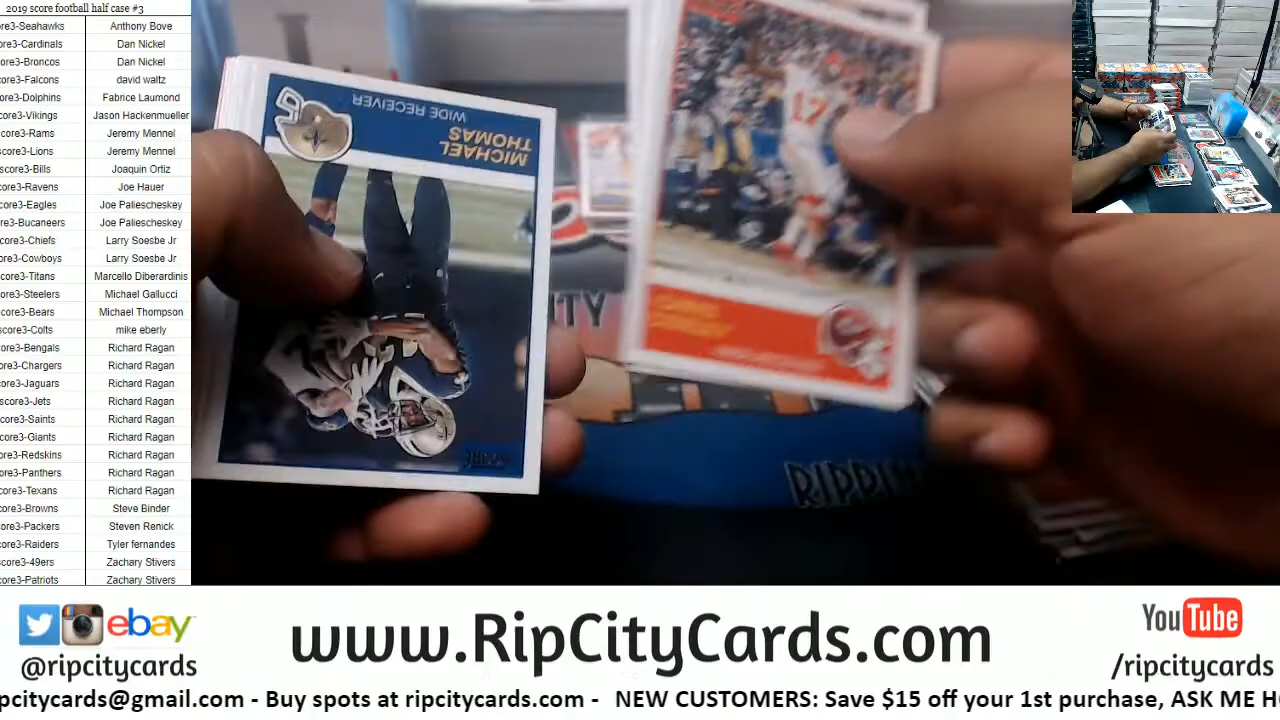 2019 score football half case #3
core3-Seahawks Anthony Bove
core3-Cardinals Dan Nickel
core3-Broncos Dan Nickel
core3-Falcons david waltz
ore3-Dolphins Fabrice Laumond
core3-Vikings Jason Hackenmueller
core3-Rams Jeremy Mennel
score3-Lions Jeremy Mennel
score3-Bills Joaquin Ortiz
core3-Ravens Joe Hauer
core3-Eagles Joe Paliescheskey
re3-Bucaneers Joe Paliescheskey
core3-Chiefs Larry Soesbe Jr
ore3-Cowboys Larry Soesbe Jr
score3-Titans Marcello Diberardinis
ore3-Steelers Michael Gallucci
core3-Bears Michael Thompson
score3-Colts mike eberly
ore3-Bengals Richard Ragan
ore3-Chargers Richard Ragan
ore3-Jaguars Richard Ragan
score3-Jets Richard Ragan
core3-Saints Richard Ragan
core3-Giants Richard Ragan
ore3-Redskins Richard Ragan
ore3-Panthers Richard Ragan
core3-Texans Richard Ragan
core3-Browns Steve Binder
ore3-Packers Steven Renick
core3-Raiders Tyler fernandes
core3-49ers Zachary Stivers
ore3-Patriots Zachary Stivers
WIDE RECEIVER
MICHAEL
THOMAS
17
ITY
RIPPI
ebay
@ripcitycards
www.RipCityCards.com
YouTube
/ripcitycards
pcitycards@gmail.com - Buy spots at ripcitycards.com - NEW CUSTOMERS: Save $15 off your 1st purchase, ASK ME H